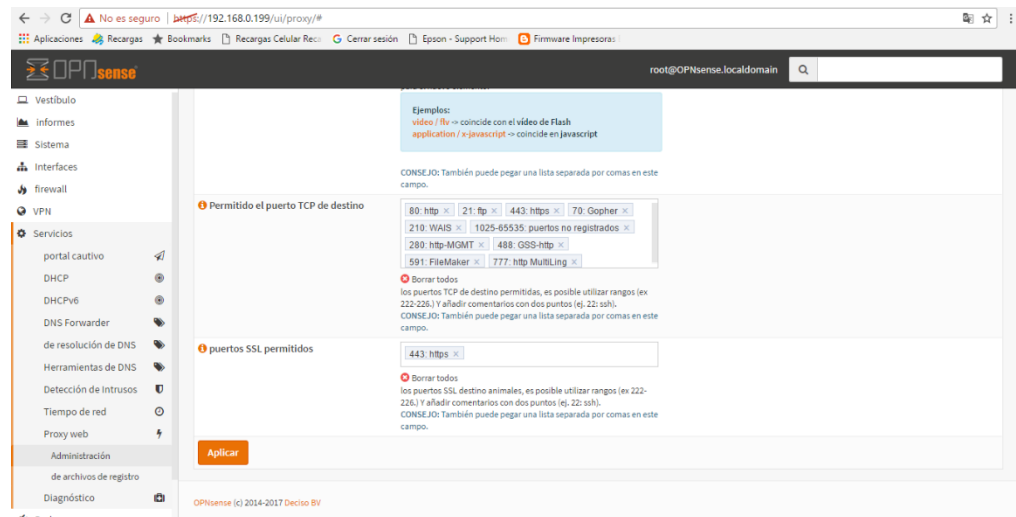 No es seguro | https://192.168.0.199/ui/proxy/#
Aplicaciones Recargas Bookmarks Recargas Celular Reca Cerrar sesión Epson - Support Hom Firmware Impresoras
OPNsense
root@OPNsense.localdomain
Vestíbulo
informes
Sistema
Interfaces
firewall
VPN
Servicios
portal cautivo
DHCP
DHCPv6
DNS Forwarder
de resolución de DNS
Herramientas de DNS
Detección de Intrusos
Tiempo de red
Proxy web
Administración
de archivos de registro
Diagnóstico
Ejemplos:
video / flv -> coincide con el vídeo de Flash
application / x-javascript -> coincide en javascript
CONSEJO: También puede pegar una lista separada por comas en este
campo.
Permitido el puerto TCP de destino
80: http × 21: ftp × 443: https × 70: Gopher ×
210: WAIS × 1025-65535: puertos no registrados ×
280: http-MGMT × 488: GSS-http ×
591: FileMaker × 777: http MultiLing ×
Borrar todos
los puertos TCP de destino permitidas, es posible utilizar rangos (ex
222-226.) Y añadir comentarios con dos puntos (ej. 22: ssh).
CONSEJO: También puede pegar una lista separada por comas en este
campo.
puertos SSL permitidos
443: https ×
Borrar todos
los puertos SSL destino animales, es posible utilizar rangos (ex 222-
226.) Y añadir comentarios con dos puntos (ej. 22: ssh).
CONSEJO: También puede pegar una lista separada por comas en este
campo.
Aplicar
OPNsense (c) 2014-2017 Deciso BV